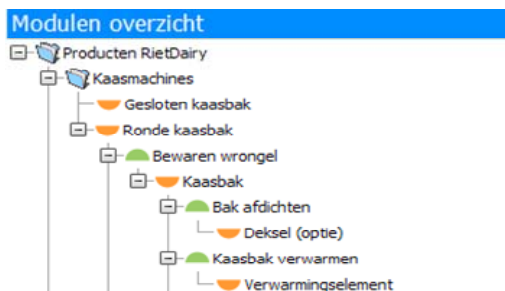 Modulen overzicht
Producten RietDairy
Kaasmachines
Gesloten kaasbak
Ronde kaasbak
Bewaren wrongel
Kaasbak
Bak afdichten
Deksel (optie)
Kaasbak verwarmen
Verwarmingselement